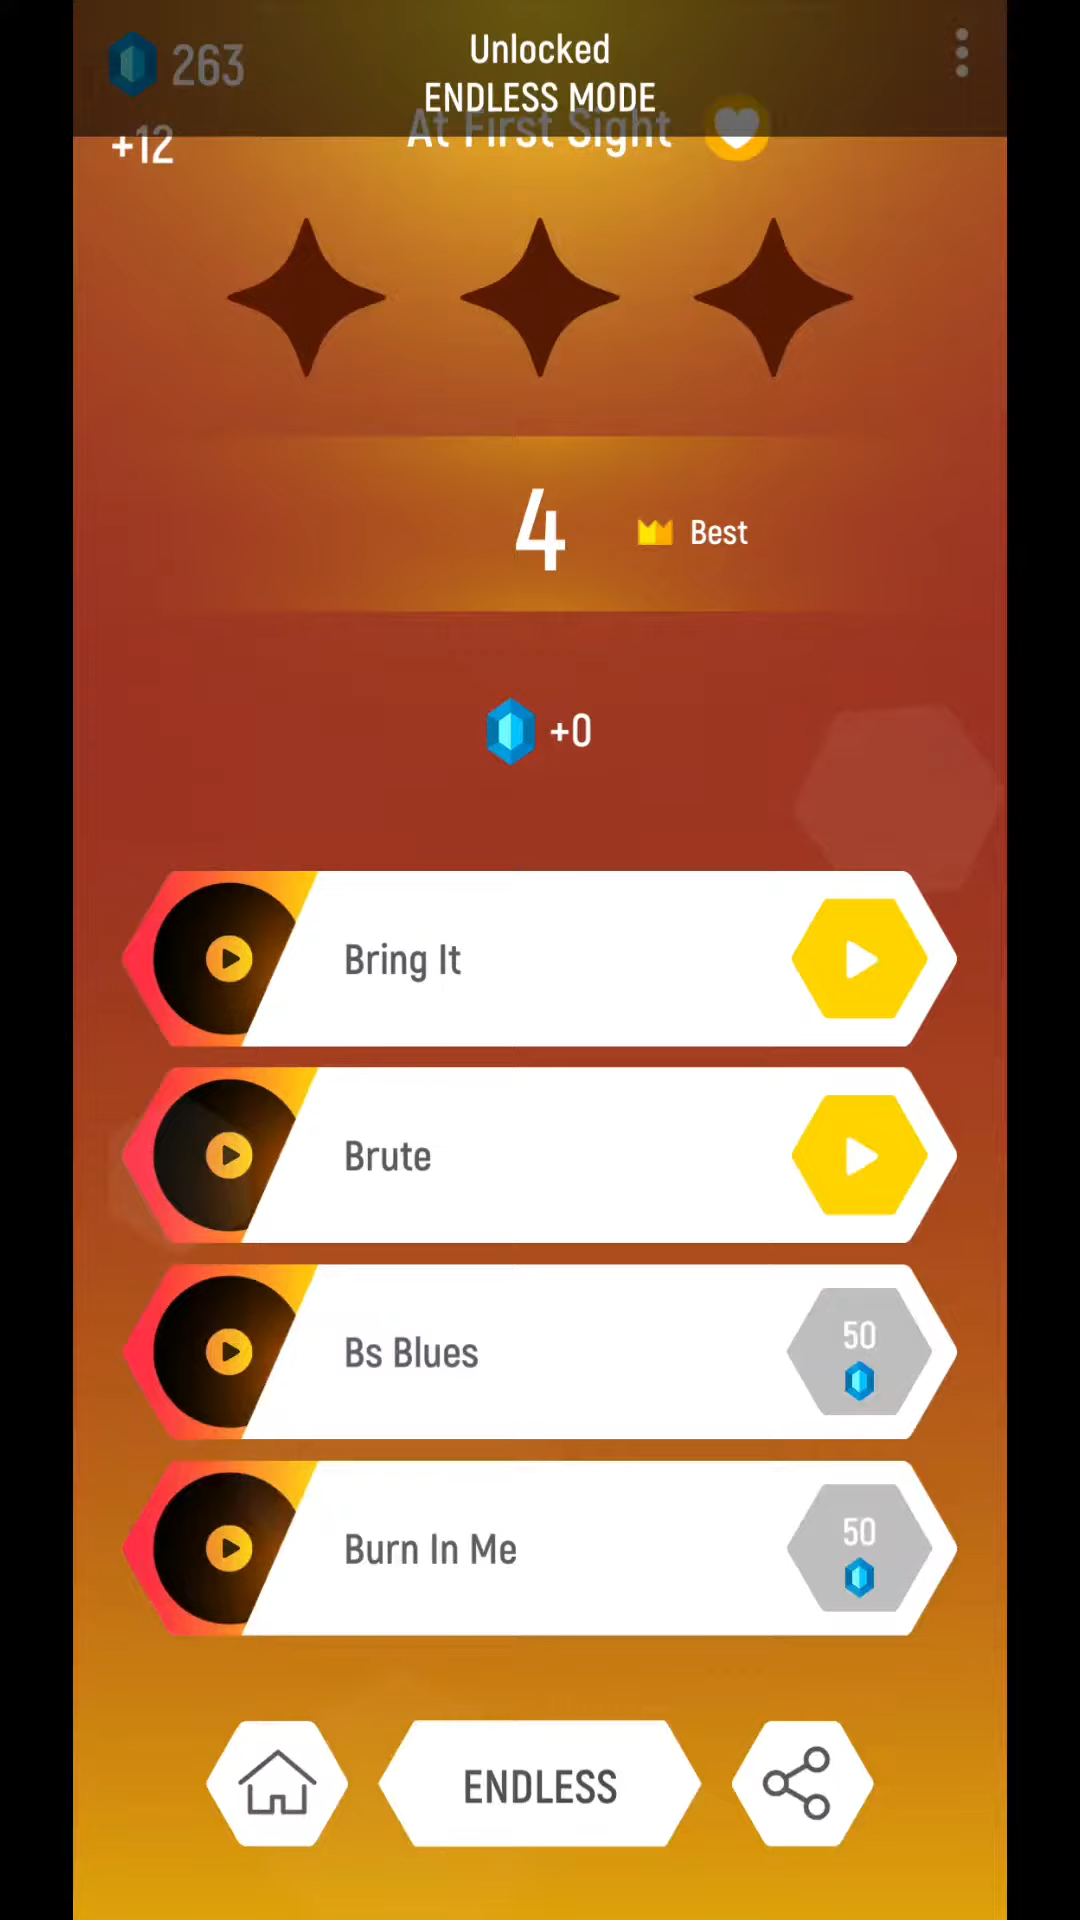 263
Unlocked
ENDLESS MODE
+12
At First Sight
4
Best
+0
Bring It
Brute
Bs Blues
50
Burn In Me
50
ENDLESS